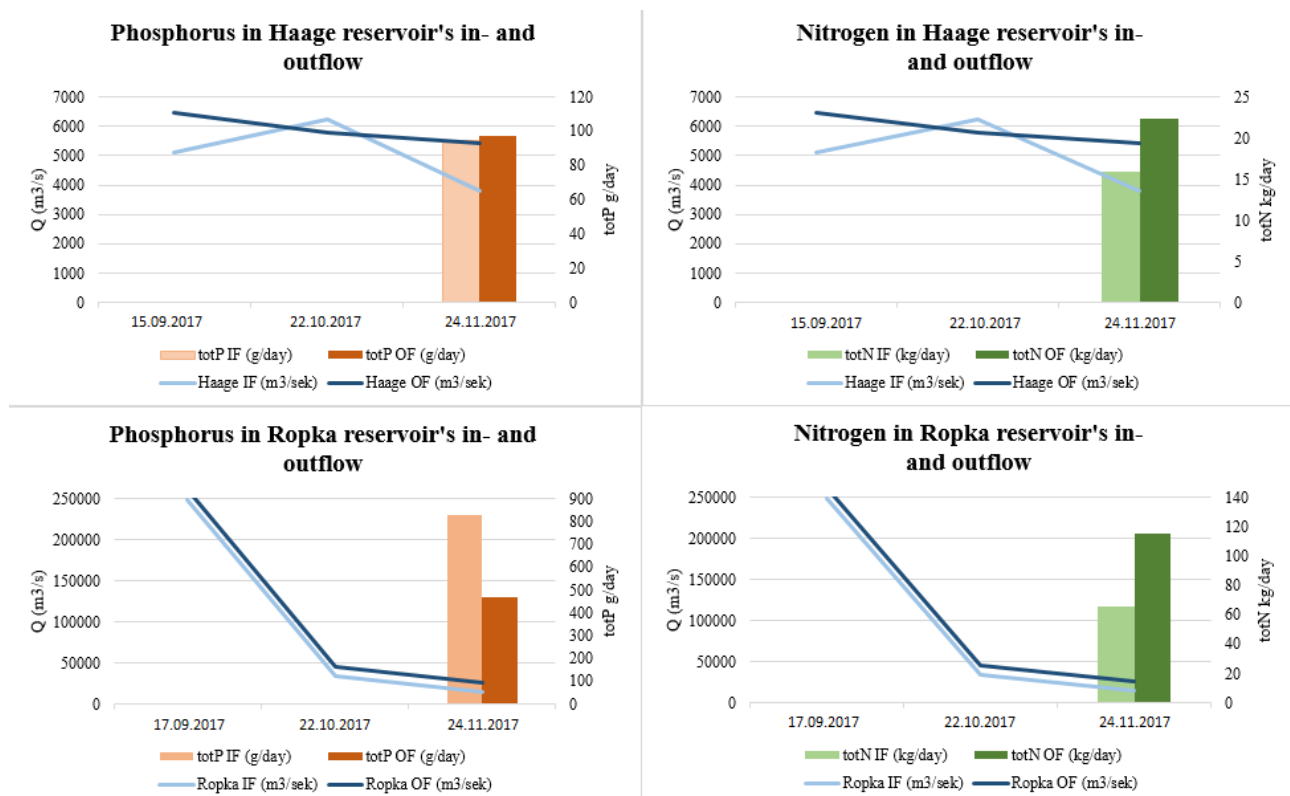 Phosphorus in Haage reservoir's in- and
outflow
7000
6000
5000
4000
3000
2000
1000
0
Q (m3/s)
120
100
80
60
40
20
0
totP g/day
15.09.2017 22.10.2017 24.11.2017
totP IF (g/day) totP OF (g/day)
Haage IF (m3/sek) Haage OF (m3/sek)
Nitrogen in Haage reservoir's in-
and outflow
7000
6000
5000
4000
3000
2000
1000
0
Q (m3/s)
25
20
15
10
5
0
totN kg/day
15.09.2017 22.10.2017 24.11.2017
totN IF (kg/day) totN OF (kg/day)
Haage IF (m3/sek) Haage OF (m3/sek)
Phosphorus in Ropka reservoir's in- and
outflow
250000
200000
150000
100000
50000
0
Q (m3/s)
900
800
700
600
500
400
300
200
100
0
totP g/day
17.09.2017 22.10.2017 24.11.2017
totP IF (g/day) totP OF (g/day)
Ropka IF (m3/sek) Ropka OF (m3/sek)
Nitrogen in Ropka reservoir's in-
and outflow
250000
200000
150000
100000
50000
0
Q (m3/s)
140
120
100
80
60
40
20
0
totN kg/day
17.09.2017 22.10.2017 24.11.2017
totN IF (kg/day) totN OF (kg/day)
Ropka IF (m3/sek) Ropka OF (m3/sek)